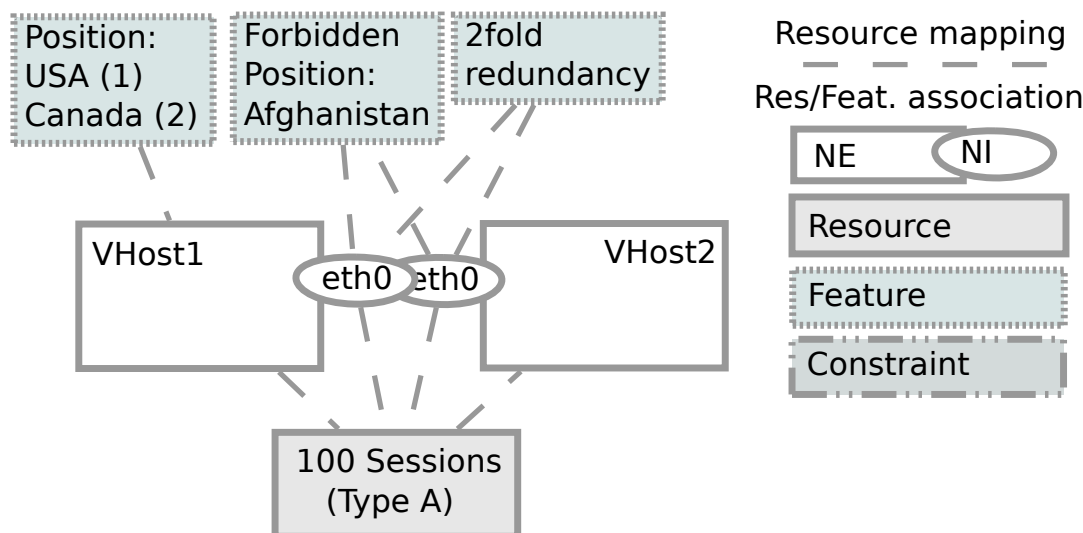 Position:
USA (1)
Canada (2)
Forbidden
Position:
Afghanistan
2fold
redundancy
VHost1
eth0
eth0
VHost2
100 Sessions
(Type A)
Resource mapping
Res/Feat. association
NE
NI
Resource
Feature
Constraint